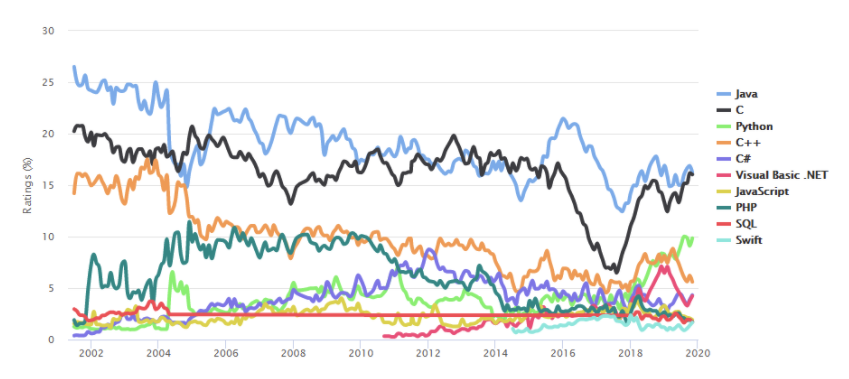 30
25
20
15
10
5
0
Ratings (%)
2002 2004 2006 2008 2010 2012 2014 2016 2018 2020
Java
C
Python
C++
C#
Visual Basic .NET
JavaScript
PHP
SQL
Swift